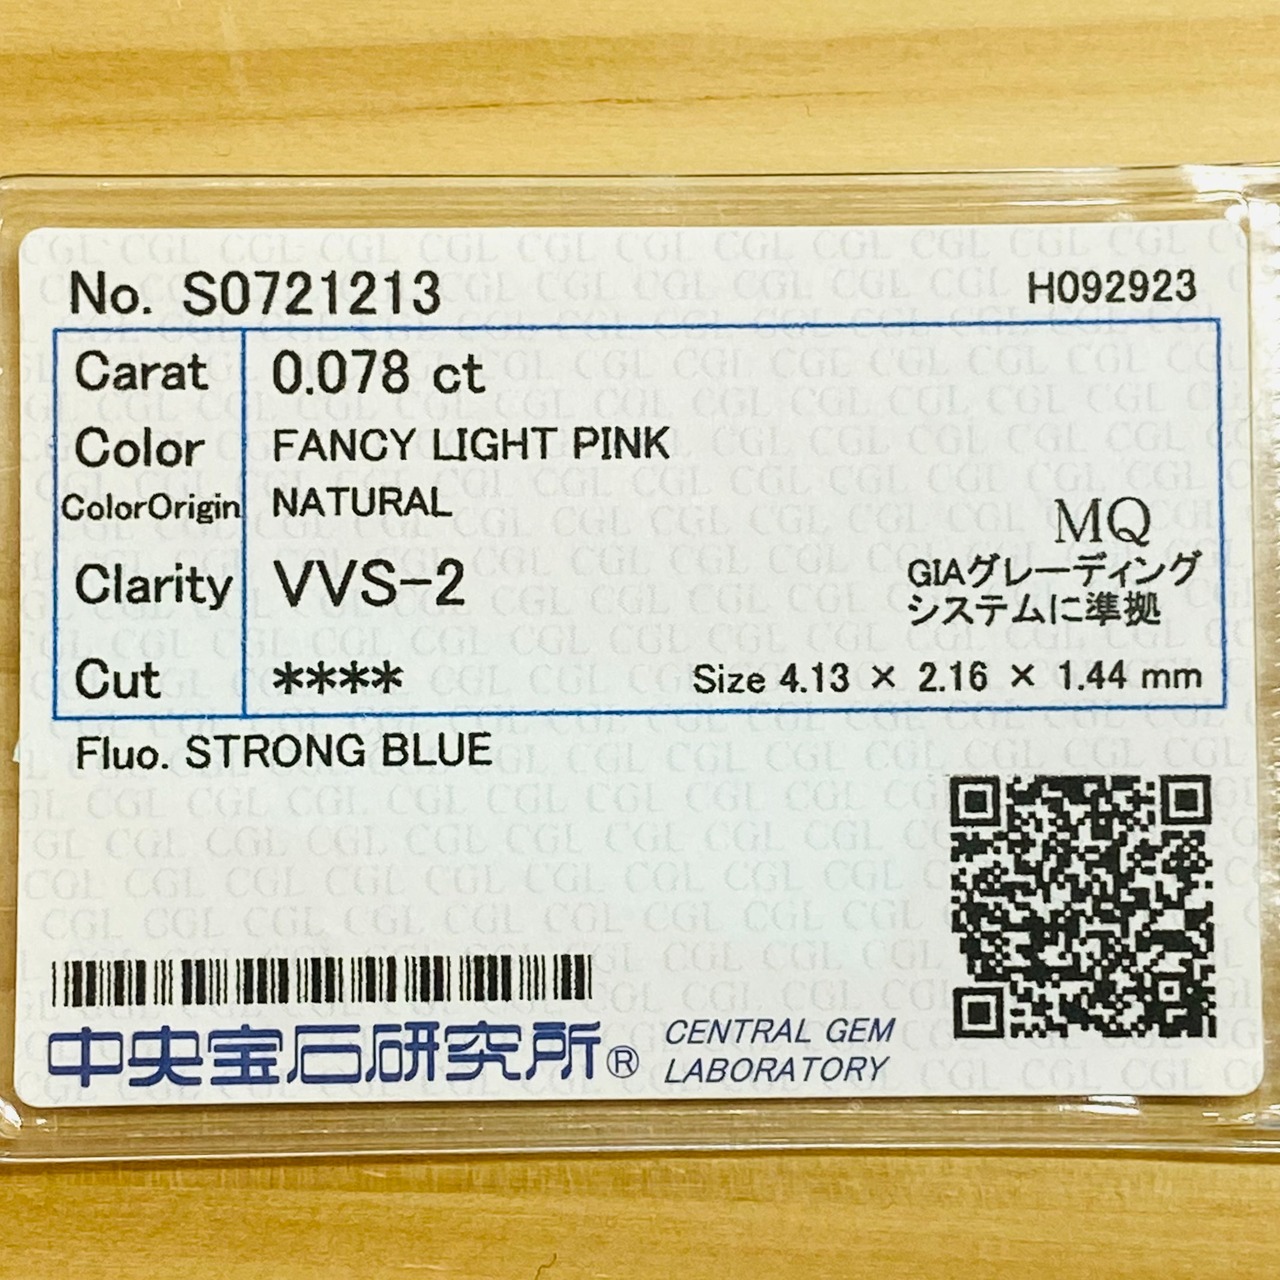 No. S0721213
H092923
Carat 0.078 ct
Color FANCY LIGHT PINK
ColorOrigin NATURAL
MQ
Clarity VVS-2
GIAグレーディング
システムに準拠
Cut ****
Size 4.13 × 2.16 × 1.44 mm
Fluo. STRONG BLUE
中央宝石研究所®
CENTRAL GEM
LABORATORY